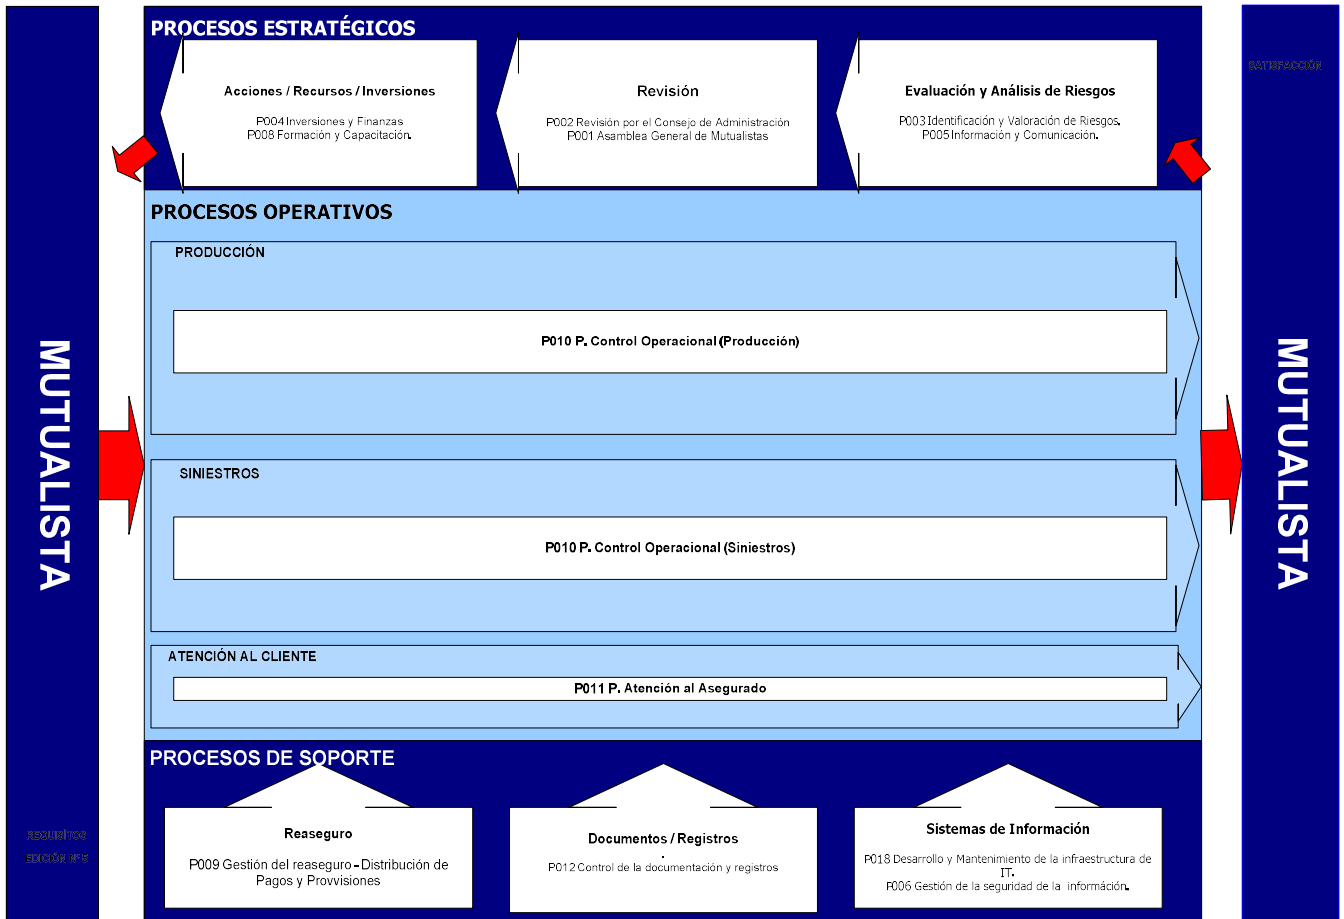 PROCESOS ESTRATÉGICOS
Acciones / Recursos / Inversiones
P004 Inversiones y Finanzas
P008 Formación y Capacitación.
Revisión
P002 Revisión por el Consejo de Administración
P001 Asamblea General de Mutualistas
Evaluación y Análisis de Riesgos
P003 Identificación y Valoración de Riesgos.
P005 Información y Comunicación.
SATISFACCIÓN
MUTUALISTA
PROCESOS OPERATIVOS
PRODUCCIÓN
P010 P. Control Operacional (Producción)
SINIESTROS
P010 P. Control Operacional (Siniestros)
ATENCIÓN AL CLIENTE
P011 P. Atención al Asegurado
MUTUALISTA
PROCESOS DE SOPORTE
Reaseguro
P009 Gestión del reaseguro - Distribución de
Pagos y Provvisiones
Documentos / Registros
.
P012 Control de la documentación y registros
Sistemas de Información
P018 Desarrollo y Mantenimiento de la infraestructura de
IT.
P006 Gestión de la seguridad de la információn.
REQUISITOS
EDICIÓN Nº 5